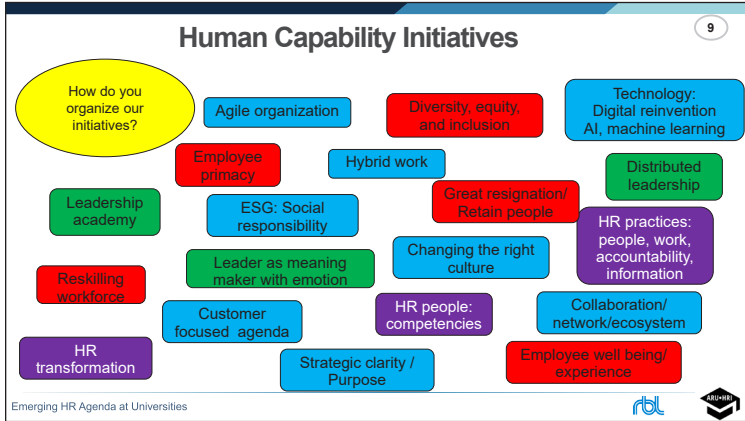 Human Capability Initiatives
9
How do you
organize our
initiatives?
Agile organization
Diversity, equity,
and inclusion
Technology:
Digital reinvention
AI, machine learning
Employee
primacy
Hybrid work
Distributed
leadership
Leadership
academy
ESG: Social
responsibility
Great resignation/
Retain people
HR practices:
people, work,
accountability,
information
Leader as meaning
maker with emotion
Changing the right
culture
Reskilling
workforce
Customer
focused agenda
HR people:
competencies
Collaboration/
network/ecosystem
HR
transformation
Strategic clarity /
Purpose
Employee well being/
experience
Emerging HR Agenda at Universities
rbl
ARU•HRI